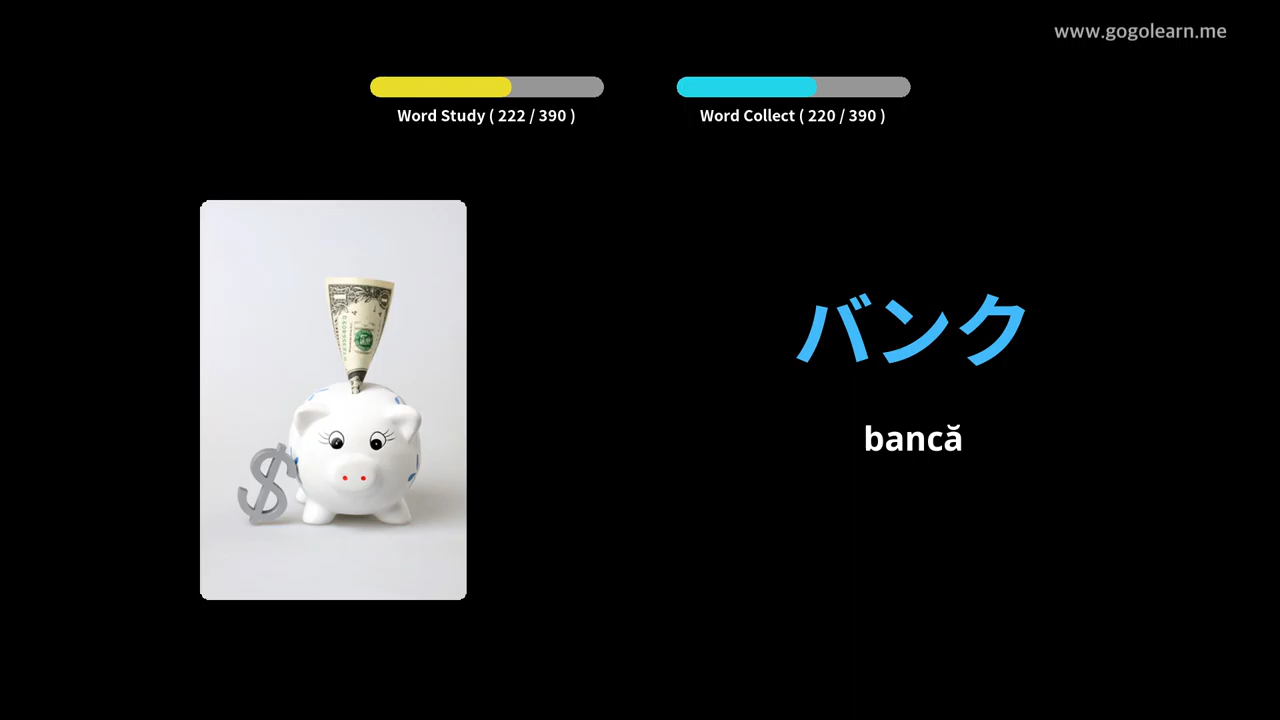 www.gogolearn.me
Word Study ( 222 / 390 )
Word Collect ( 220 / 390 )
$
バンク
bancă